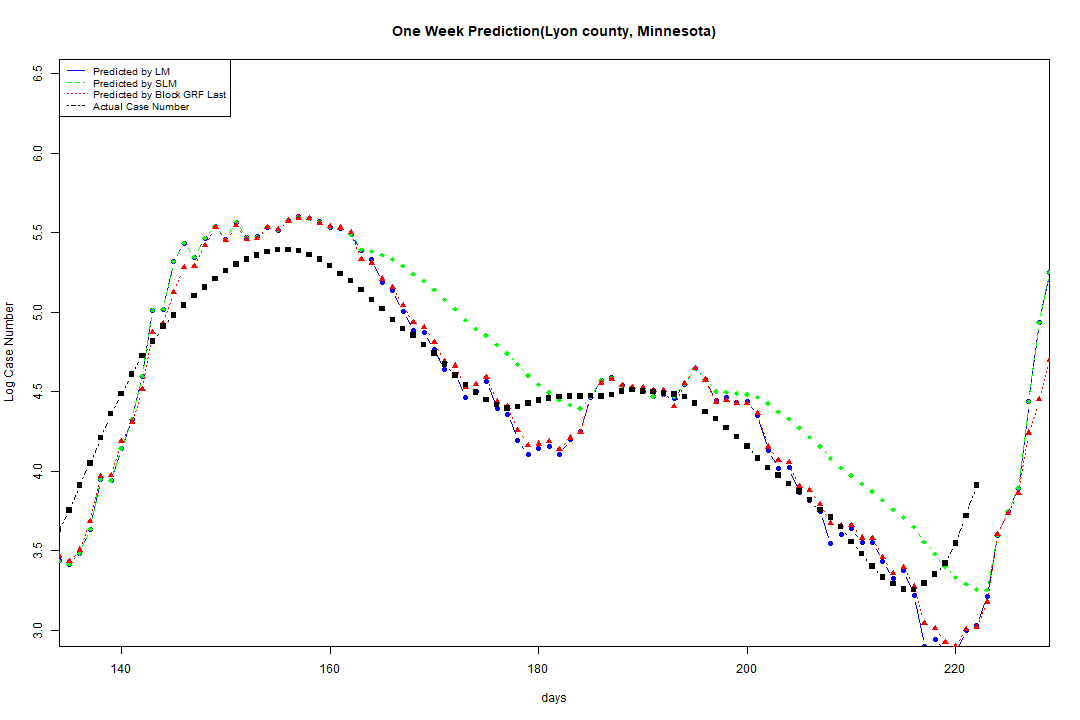 One Week Prediction(Lyon county, Minnesota)
Predicted by LM
Predicted by SLM
Predicted by Block GRF Last
Actual Case Number
Log Case Number
6.5
6.0
5.5
5.0
4.5
4.0
3.5
3.0
140 160 180 200 220
days